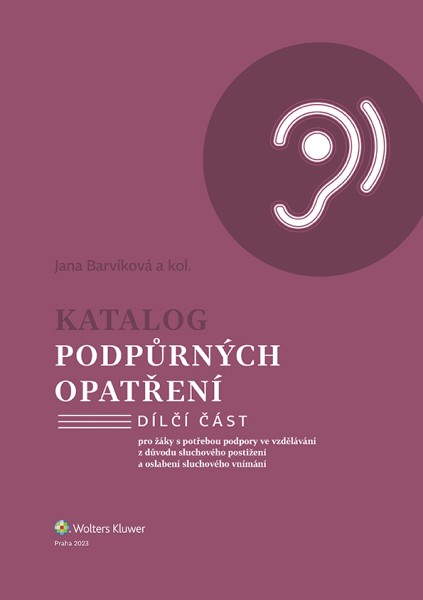 Jana Barvíková a kol.
KATALOG
PODPŮRNÝCH
OPATŘENÍ
DÍLČÍ ČÁST
pro žáky s potřebou podpory ve vzdělávání
z důvodu sluchového postižení
a oslabení sluchového vnímání
Wolters Kluwer
Praha 2023